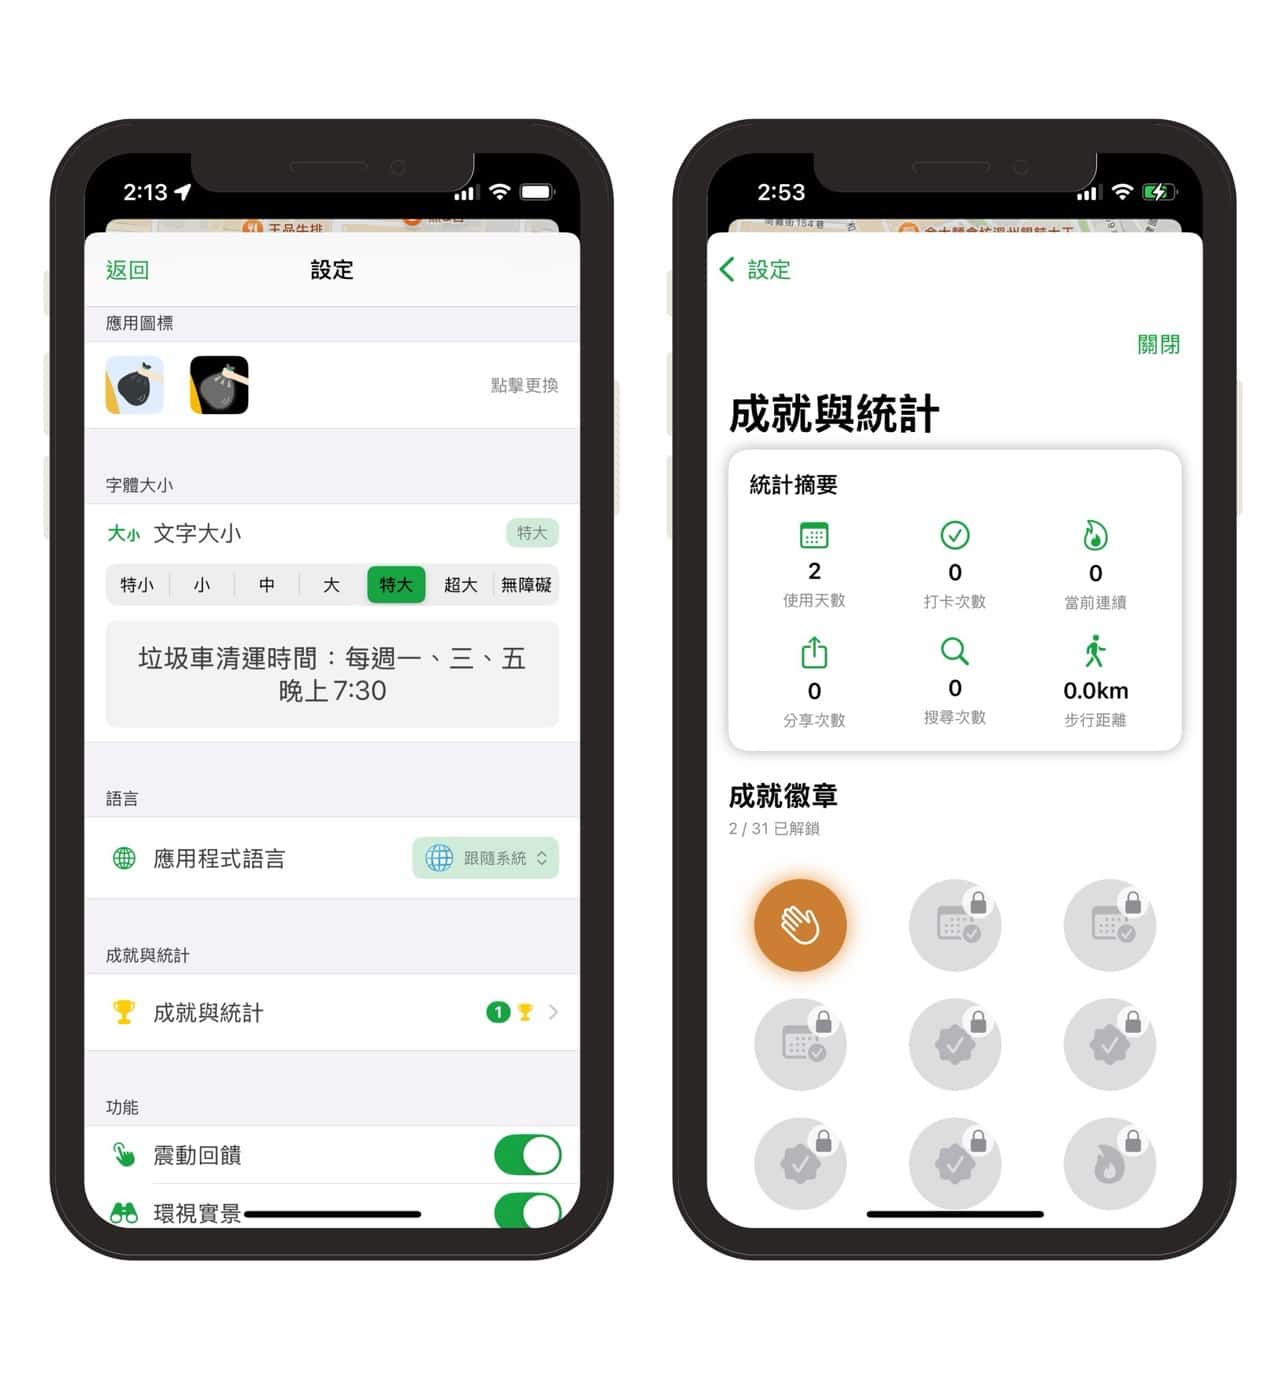 2:13
王品牛排
返回
設定
應用圖標
點擊更換
字體大小
大小 文字大小
特大
特小 小 中 大 特大 超大 無障礙
垃圾車清運時間：每週一、三、五
晚上7:30
語言
應用程式語言
跟隨系統
成就與統計
成就與統計
1
功能
震動回饋
環視實景
2:53
設定
關閉
成就與統計
統計摘要
2 0 0
使用天數 打卡次數 當前連續
0 0 0.0km
分享次數 搜尋次數 步行距離
成就徽章
2 / 31 已解鎖